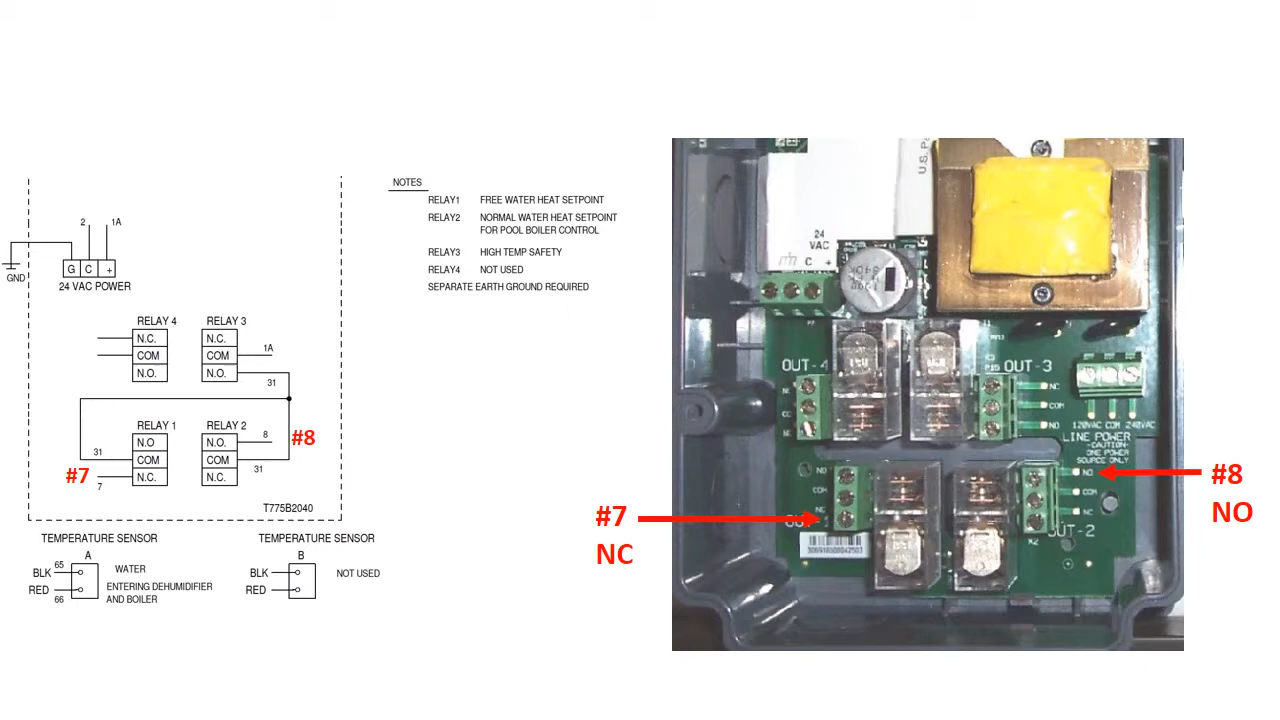 NOTES
RELAY1 FREE WATER HEAT SETPOINT
RELAY2 NORMAL WATER HEAT SETPOINT
FOR POOL BOILER CONTROL
RELAY3 HIGH TEMP SAFETY
RELAY4 NOT USED
SEPARATE EARTH GROUND REQUIRED
2 1A
GND
G C +
24 VAC POWER
RELAY 4 RELAY 3
N.C. N.C.
COM COM 1A
N.O. N.O.
31
RELAY 1 RELAY 2
N.O N.O. 8 #8
31 COM COM
31
#7 N.C. N.C.
7
T775B2040
TEMPERATURE SENSOR TEMPERATURE SENSOR
A B
BLK 65 WATER BLK NOT USED
RED 66 ENTERING DEHUMIDIFIER RED
AND BOILER
U.S. Pa
24
VAC
C +
OUT-4 OUT-3
NC
COM
NO
120VAC COM 240VAC
LINE POWER
-CAUTION-
ONE POWER
SOURCE ONLY
NO NO
COM COM
NC NC
OUT-2
K2
#7
NC
#8
NO